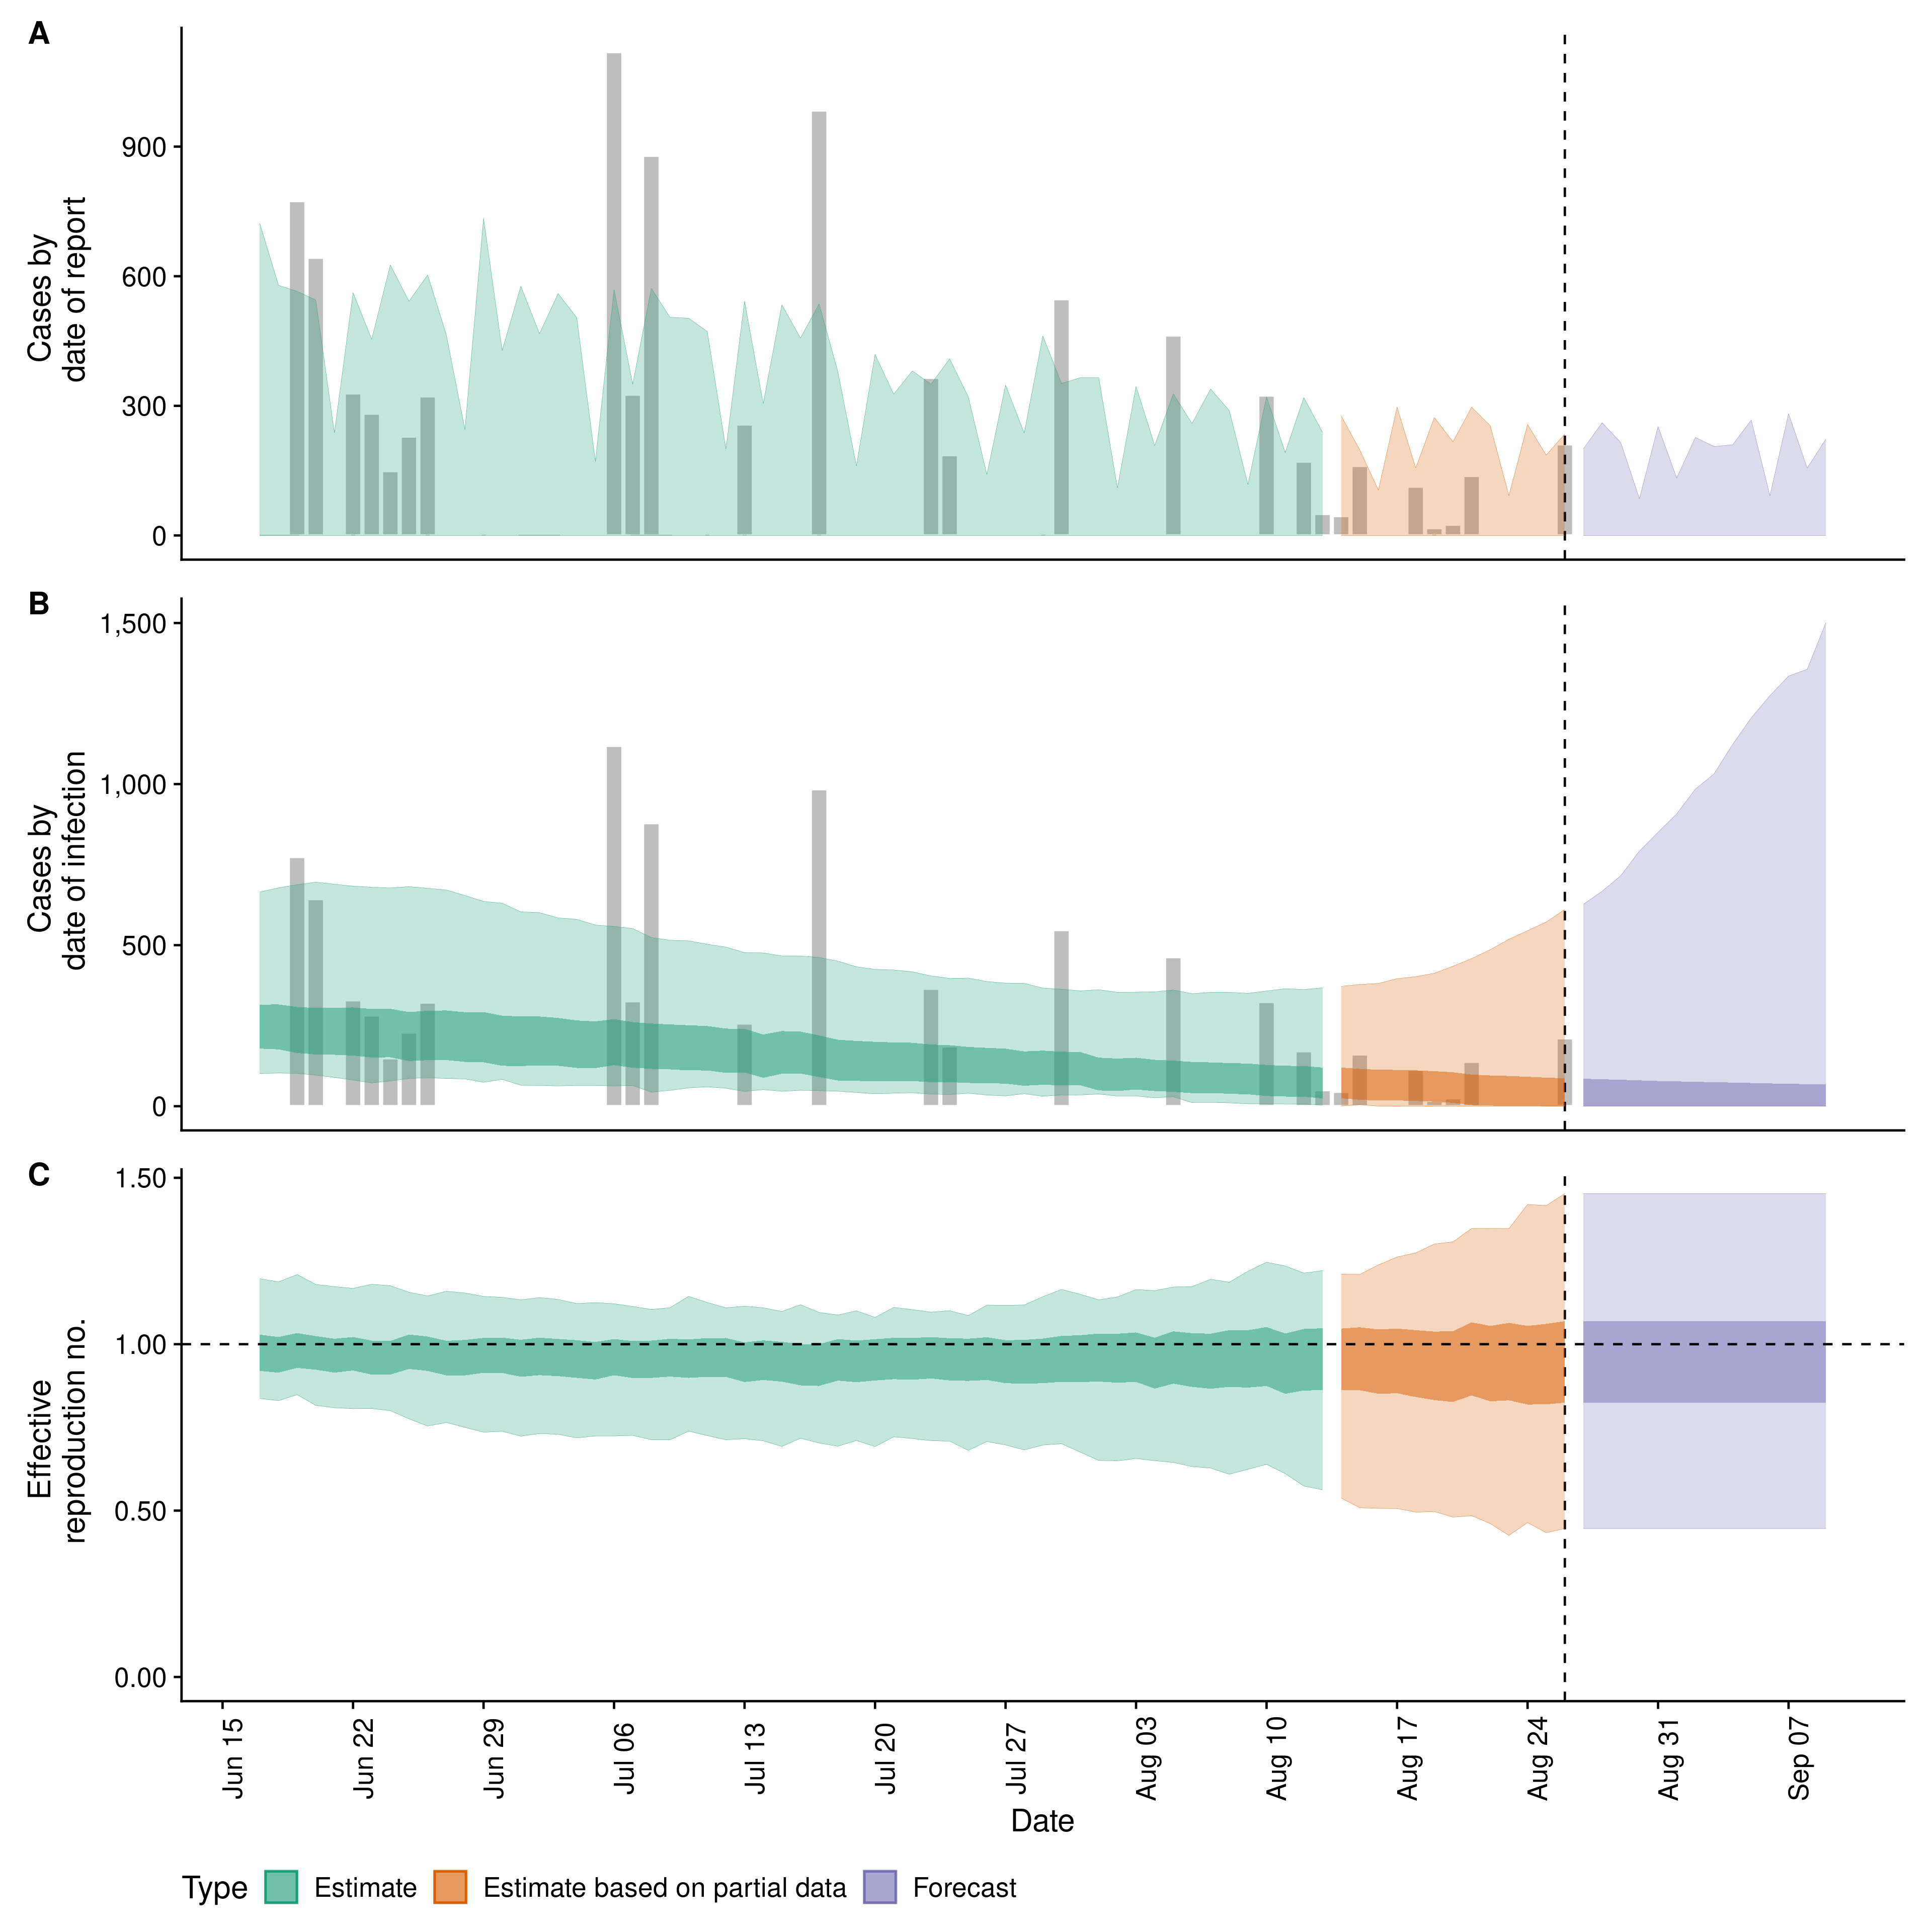 A
Cases by
date of report
900
600
300
0
B
Cases by
date of infection
1,500
1,000
500
0
C
Effective
reproduction no.
1.50
1.00
0.50
0.00
Jun 15
Jun 22
Jun 29
Jul 06
Jul 13
Jul 20
Jul 27
Aug 03
Aug 10
Aug 17
Aug 24
Aug 31
Sep 07
Date
Type Estimate Estimate based on partial data Forecast